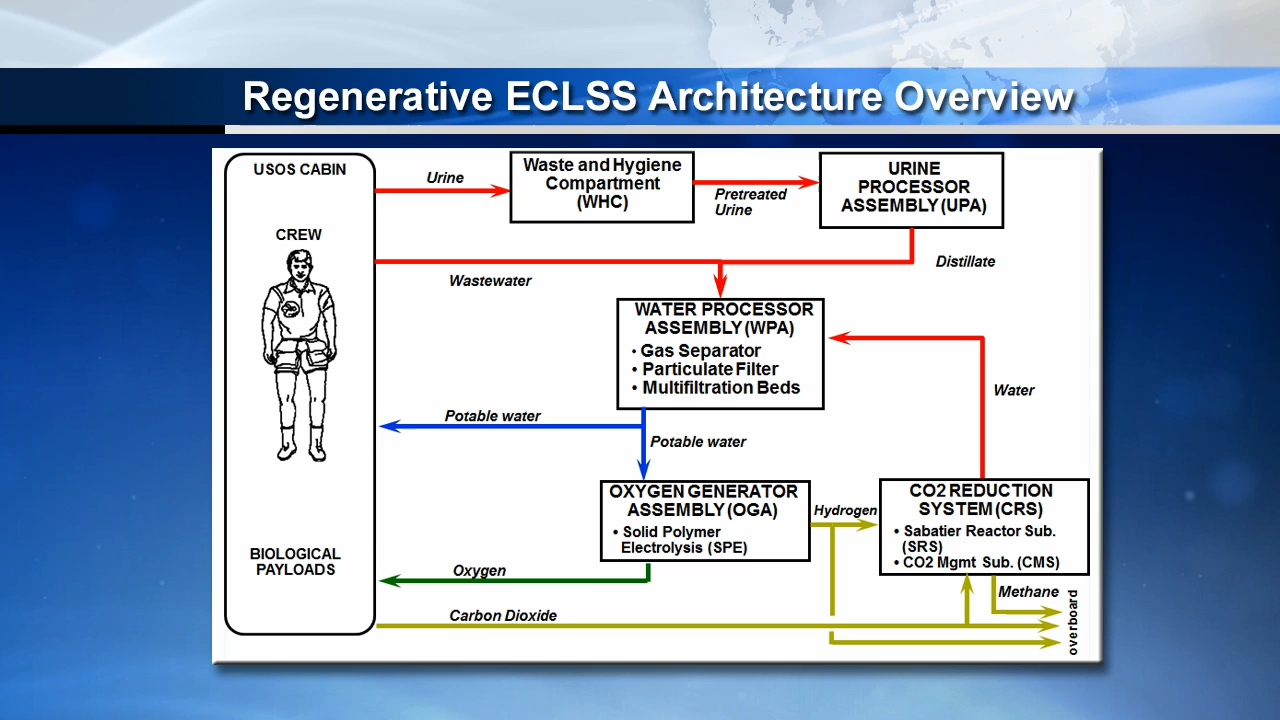 Regenerative ECLSS Architecture Overview
USOS CABIN
Urine
Waste and Hygiene
Compartment
(WHC)
Pretreated
Urine
URINE
PROCESSOR
ASSEMBLY (UPA)
CREW
Wastewater
Distillate
WATER PROCESSOR
ASSEMBLY (WPA)
• Gas Separator
• Particulate Filter
• Multifiltration Beds
Water
Potable water
Potable water
OXYGEN GENERATOR
ASSEMBLY (OGA)
• Solid Polymer
Electrolysis (SPE)
Hydrogen
CO2 REDUCTION
SYSTEM (CRS)
• Sabatier Reactor Sub.
(SRS)
• CO2 Mgmt Sub. (CMS)
BIOLOGICAL
PAYLOADS
Oxygen
Methane
Carbon Dioxide
overboard